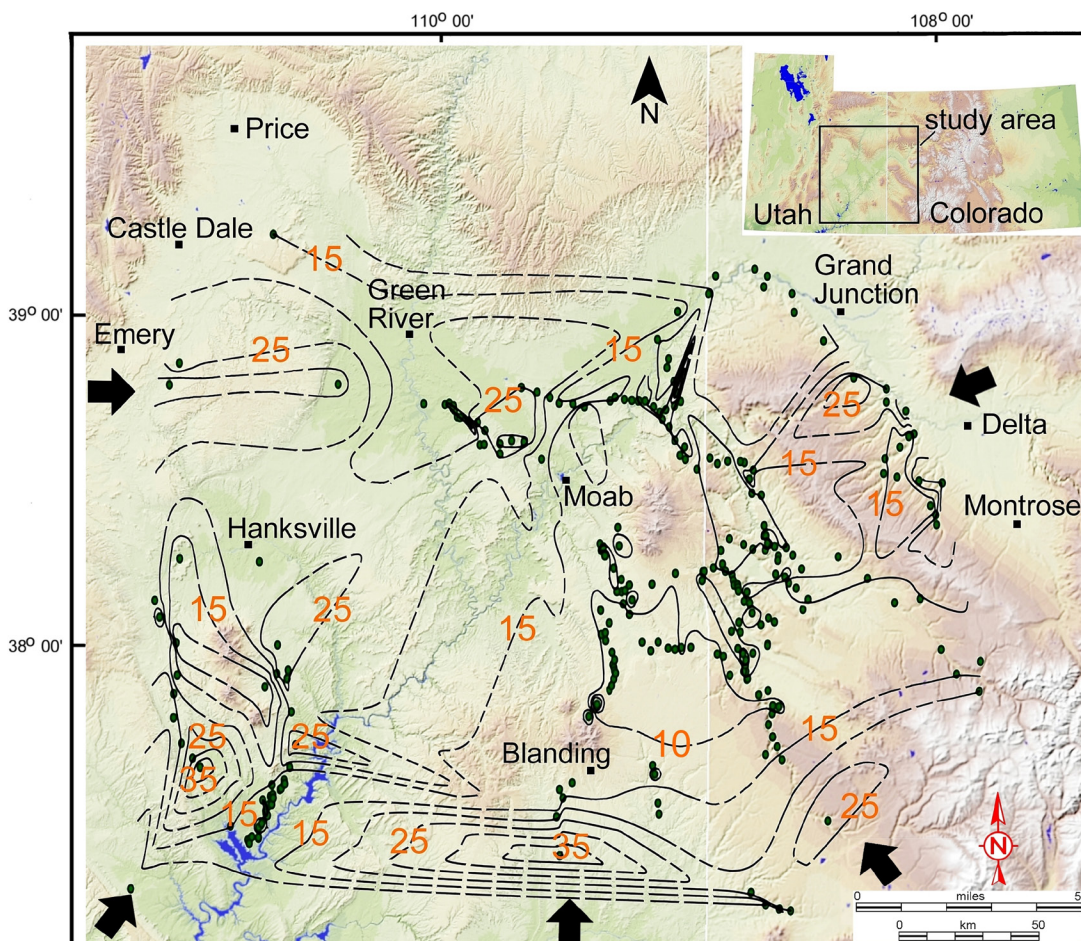 110° 00'
108° 00'
N
Price
study area
Utah
Colorado
Castle Dale
15
Grand
Junction
Green
River
39° 00'
Emery
25
15
25
25
Delta
15
15
Moab
Montrose
Hanksville
15
25
15
38° 00'
25
25
15
10
Blanding
35
25
15
15
25
35
N
miles
0
5
km
0
50